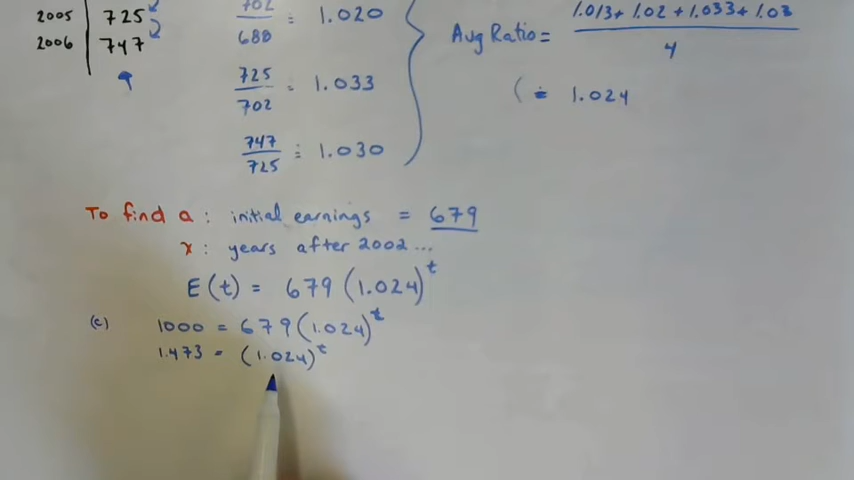 2005 725
2006 747
702
688 = 1.020
725
702 = 1.033
747
725 = 1.030
Avg Ratio = 1.013 + 1.02 + 1.033 + 1.03
4
( = 1.024
To find a : initial earnings = 679
x : years after 2002 ...
E(t) = 679 (1.024)^t
(c) 1000 = 679 (1.024)^t
1.473 = (1.024)^t